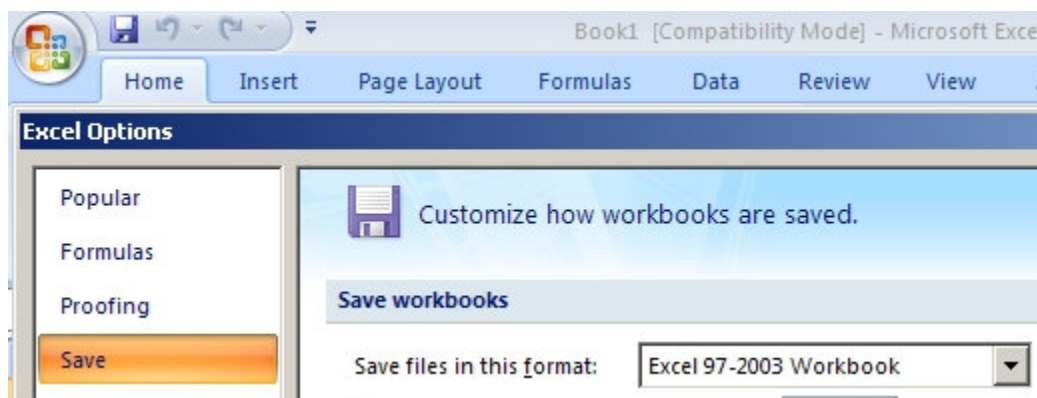 Book1 [Compatibility Mode] - Microsoft Exce
Home Insert Page Layout Formulas Data Review View
Excel Options
Popular
Formulas
Proofing
Save
Customize how workbooks are saved.
Save workbooks
Save files in this format: Excel 97-2003 Workbook